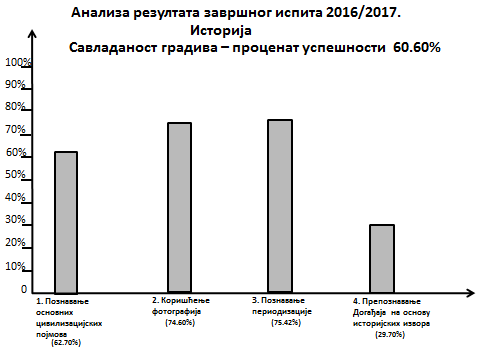 Анализа резултата завршног испита 2016/2017.
Историја
Савладаност градива – проценат успешности 60.60%
100%
90%
80%
70%
60%
50%
40%
30%
20%
10%
0
1. Познавање
основних
цивилизацијских
појмова
(62.70%)
2. Коришћење
фотографија
(74.60%)
3. Познавање
периодизације
(75.42%)
4. Препознавање
Догађаја на основу
историјских извора
(29.70%)